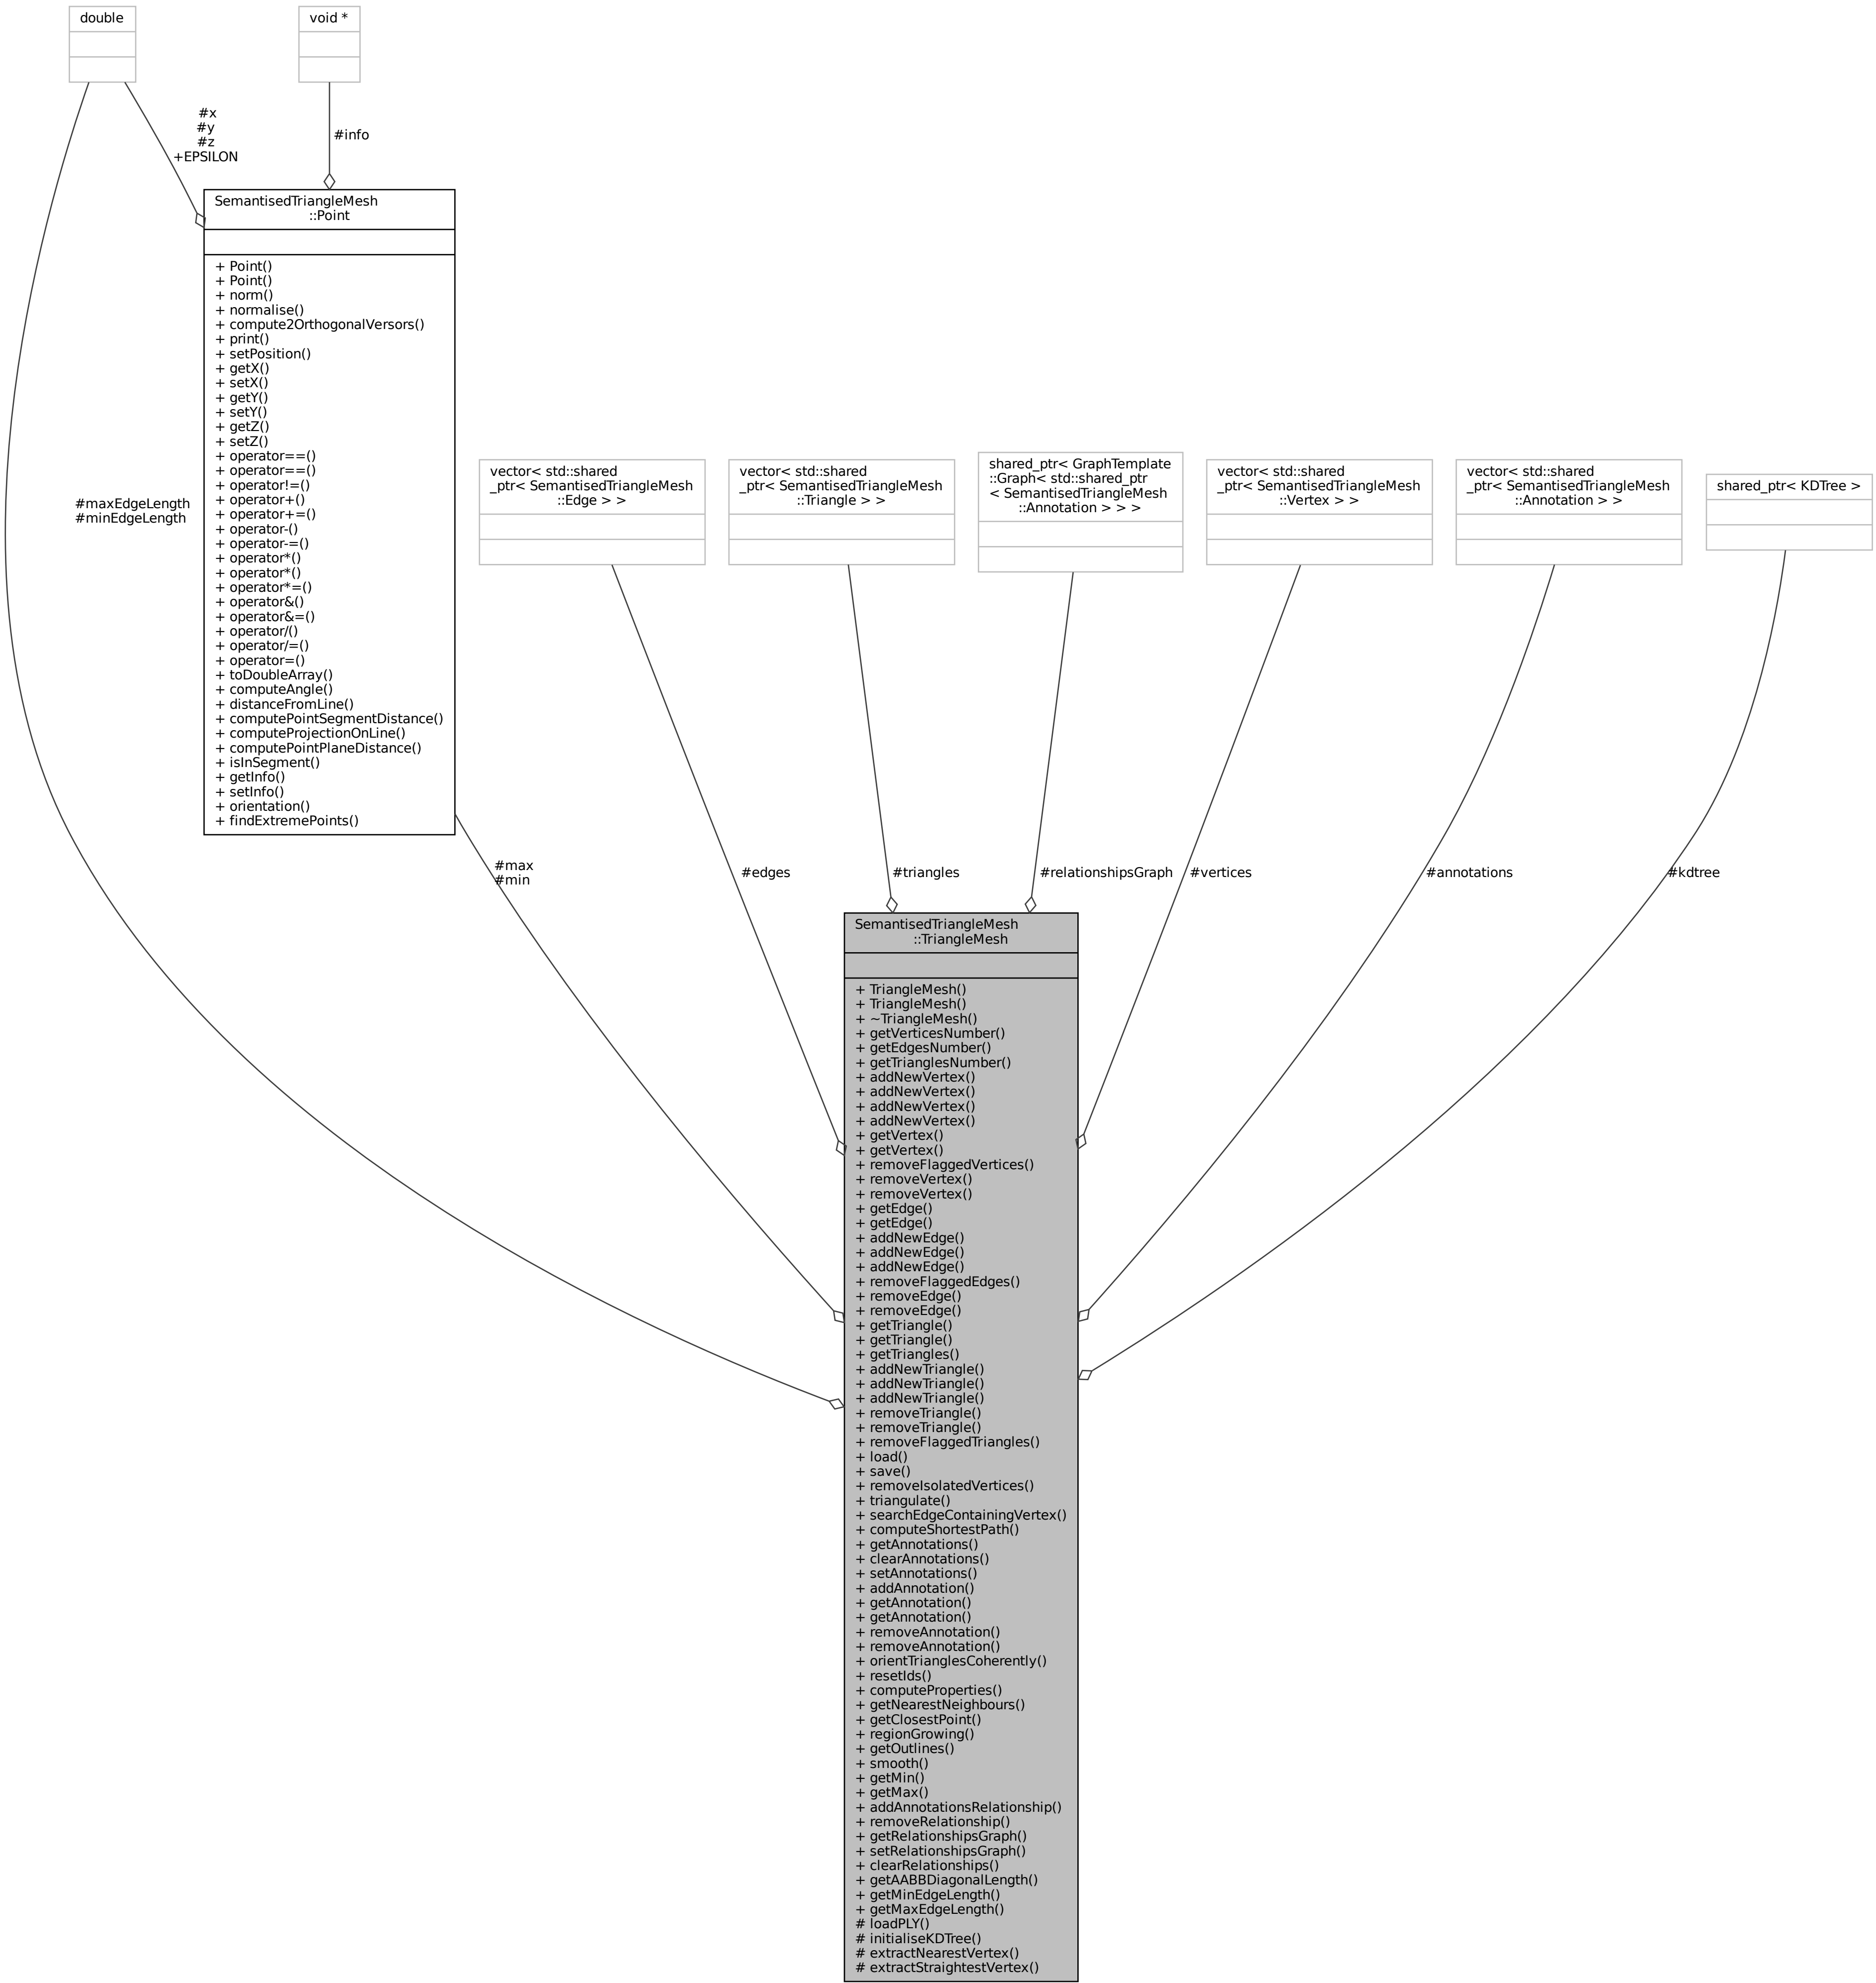 double
void *
#x
#y
#z
+EPSILON
#info
SemantisedTriangleMesh
::Point
+ Point()
+ Point()
+ norm()
+ normalise()
+ compute2OrthogonalVersors()
+ print()
+ setPosition()
+ getX()
+ setX()
+ getY()
+ setY()
+ getZ()
+ setZ()
+ operator==()
+ operator==()
+ operator!=()
+ operator+()
+ operator+=()
+ operator-()
+ operator-=()
+ operator*()
+ operator*()
+ operator*=()
+ operator&()
+ operator&=()
+ operator/()
+ operator/=()
+ operator=()
+ toDoubleArray()
+ computeAngle()
+ distanceFromLine()
+ computePointSegmentDistance()
+ computeProjectionOnLine()
+ computePointPlaneDistance()
+ isInSegment()
+ getInfo()
+ setInfo()
+ orientation()
+ findExtremePoints()
#maxEdgeLength
#minEdgeLength
vector< std::shared
_ptr< SemantisedTriangleMesh
::Edge > >
vector< std::shared
_ptr< SemantisedTriangleMesh
::Triangle > >
shared_ptr< GraphTemplate
::Graph< std::shared_ptr
< SemantisedTriangleMesh
::Annotation > > >
vector< std::shared
_ptr< SemantisedTriangleMesh
::Vertex > >
vector< std::shared
_ptr< SemantisedTriangleMesh
::Annotation > >
shared_ptr< KDTree >
#max
#min
#edges
#triangles
#relationshipsGraph
#vertices
#annotations
#kdtree
SemantisedTriangleMesh
::TriangleMesh
+ TriangleMesh()
+ TriangleMesh()
+ ~TriangleMesh()
+ getVerticesNumber()
+ getEdgesNumber()
+ getTrianglesNumber()
+ addNewVertex()
+ addNewVertex()
+ addNewVertex()
+ addNewVertex()
+ getVertex()
+ getVertex()
+ removeFlaggedVertices()
+ removeVertex()
+ removeVertex()
+ getEdge()
+ getEdge()
+ addNewEdge()
+ addNewEdge()
+ addNewEdge()
+ removeFlaggedEdges()
+ removeEdge()
+ removeEdge()
+ getTriangle()
+ getTriangle()
+ getTriangles()
+ addNewTriangle()
+ addNewTriangle()
+ addNewTriangle()
+ removeTriangle()
+ removeTriangle()
+ removeFlaggedTriangles()
+ load()
+ save()
+ removeIsolatedVertices()
+ triangulate()
+ searchEdgeContainingVertex()
+ computeShortestPath()
+ getAnnotations()
+ clearAnnotations()
+ setAnnotations()
+ addAnnotation()
+ getAnnotation()
+ getAnnotation()
+ removeAnnotation()
+ removeAnnotation()
+ orientTrianglesCoherently()
+ resetIds()
+ computeProperties()
+ getNearestNeighbours()
+ getClosestPoint()
+ regionGrowing()
+ getOutlines()
+ smooth()
+ getMin()
+ getMax()
+ addAnnotationsRelationship()
+ removeRelationship()
+ getRelationshipsGraph()
+ setRelationshipsGraph()
+ clearRelationships()
+ getAABBDiagonalLength()
+ getMinEdgeLength()
+ getMaxEdgeLength()
# loadPLY()
# initialiseKDTree()
# extractNearestVertex()
# extractStraightestVertex()